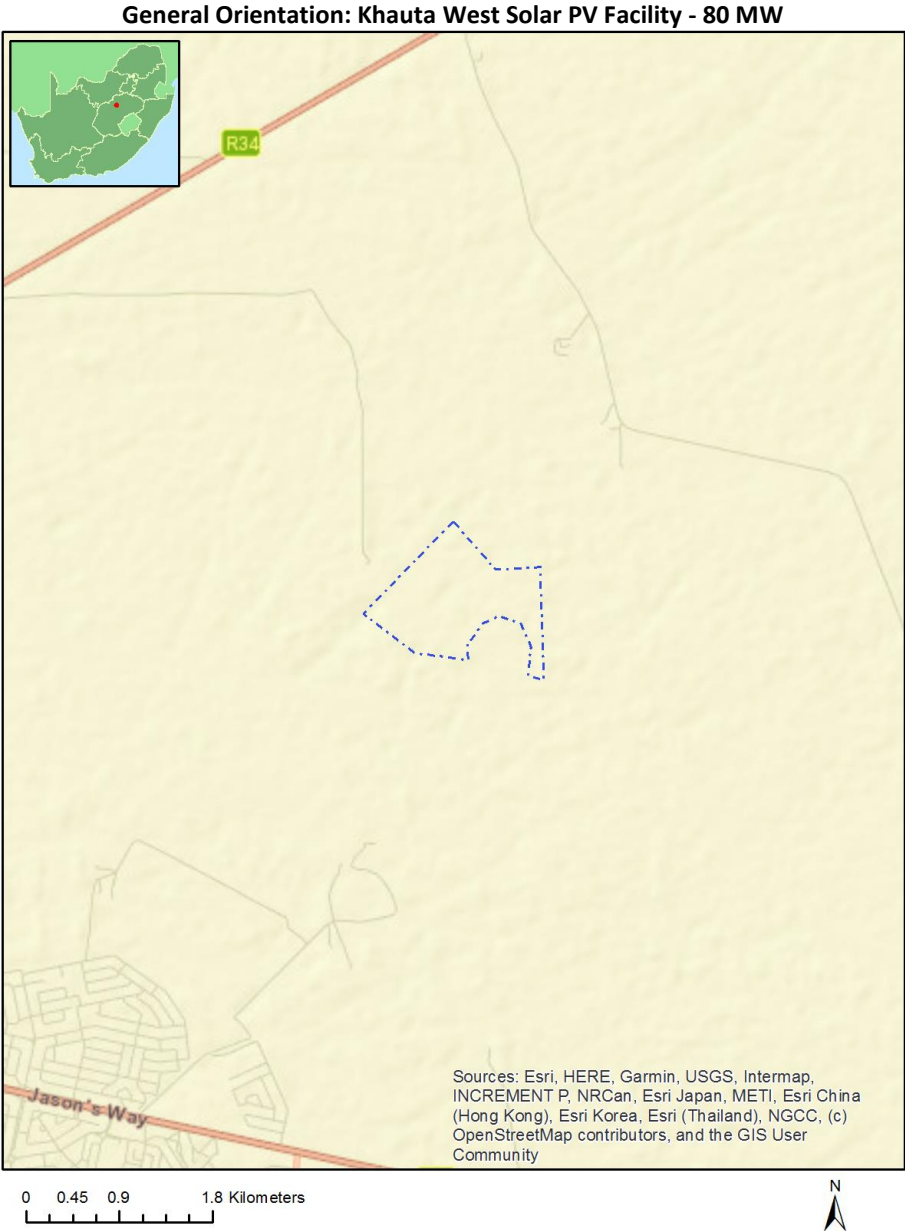 General Orientation: Khauta West Solar PV Facility - 80 MW
R34
Jason's Way
Sources: Esri, HERE, Garmin, USGS, Intermap,
INCREMENT P, NRCan, Esri Japan, METI, Esri China
(Hong Kong), Esri Korea, Esri (Thailand), NGCC, (c)
OpenStreetMap contributors, and the GIS User
Community
0 0.45 0.9 1.8 Kilometers
N